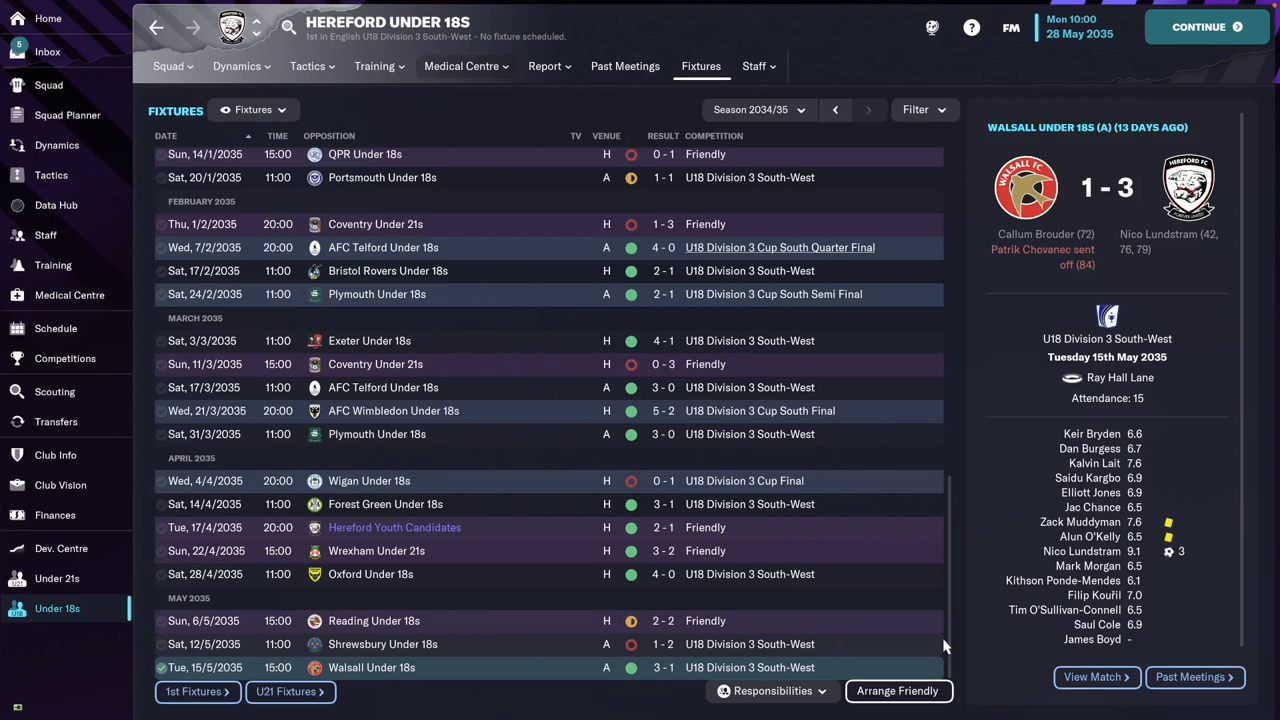 Home
5
Inbox
Squad
Squad Planner
Dynamics
Tactics
Data Hub
Staff
Training
Medical Centre
Schedule
Competitions
Scouting
Transfers
Club Info
Club Vision
Finances
Dev. Centre
U21
Under 21s
U18
Under 18s
HEREFORD UNDER 18S
1st in English U18 Division 3 South-West - No fixture scheduled.
FM
Mon 10:00
28 May 2035
CONTINUE
Squad
Dynamics
Tactics
Training
Medical Centre
Report
Past Meetings
Fixtures
Staff
FIXTURES
Fixtures
Season 2034/35
Filter
DATE TIME OPPOSITION TV VENUE RESULT COMPETITION
Sun, 14/1/2035 15:00 QPR Under 18s H 0 - 1 Friendly
Sat, 20/1/2035 11:00 Portsmouth Under 18s A 1 - 1 U18 Division 3 South-West
FEBRUARY 2035
Thu, 1/2/2035 20:00 Coventry Under 21s H 1 - 3 Friendly
Wed, 7/2/2035 20:00 AFC Telford Under 18s A 4 - 0 U18 Division 3 Cup South Quarter Final
Sat, 17/2/2035 11:00 Bristol Rovers Under 18s H 2 - 1 U18 Division 3 South-West
Sat, 24/2/2035 11:00 Plymouth Under 18s A 2 - 1 U18 Division 3 Cup South Semi Final
MARCH 2035
Sat, 3/3/2035 11:00 Exeter Under 18s H 4 - 1 U18 Division 3 South-West
Sun, 11/3/2035 15:00 Coventry Under 21s H 0 - 3 Friendly
Sat, 17/3/2035 11:00 AFC Telford Under 18s A 3 - 0 U18 Division 3 South-West
Wed, 21/3/2035 20:00 AFC Wimbledon Under 18s H 5 - 2 U18 Division 3 Cup South Final
Sat, 31/3/2035 11:00 Plymouth Under 18s A 3 - 0 U18 Division 3 South-West
APRIL 2035
Wed, 4/4/2035 20:00 Wigan Under 18s H 0 - 1 U18 Division 3 Cup Final
Sat, 14/4/2035 11:00 Forest Green Under 18s H 3 - 1 U18 Division 3 South-West
Tue, 17/4/2035 20:00 Hereford Youth Candidates H 2 - 1 Friendly
Sun, 22/4/2035 15:00 Wrexham Under 21s H 3 - 2 Friendly
Sat, 28/4/2035 11:00 Oxford Under 18s H 4 - 0 U18 Division 3 South-West
MAY 2035
Sun, 6/5/2035 15:00 Reading Under 18s H 2 - 2 Friendly
Sat, 12/5/2035 11:00 Shrewsbury Under 18s A 1 - 2 U18 Division 3 South-West
Tue, 15/5/2035 15:00 Walsall Under 18s A 3 - 1 U18 Division 3 South-West
1st Fixtures
U21 Fixtures
Responsibilities
Arrange Friendly
WALSALL UNDER 18S (A) (13 DAYS AGO)
1 - 3
Callum Brouder (72)
Patrik Chovanec sent
off (84)
Nico Lundstram (42,
76, 79)
U18 Division 3 South-West
Tuesday 15th May 2035
Ray Hall Lane
Attendance: 15
Keir Bryden 6.6
Dan Burgess 6.7
Kalvin Lait 7.6
Saidu Kargbo 6.9
Elliott Jones 6.9
Jac Chance 6.5
Zack Muddyman 7.6
Alun O'Kelly 6.5
Nico Lundstram 9.1 3
Mark Morgan 6.5
Kithson Ponde-Mendes 6.1
Filip Kouřil 7.0
Tim O'Sullivan-Connell 6.5
Saul Cole 6.9
James Boyd -
View Match
Past Meetings